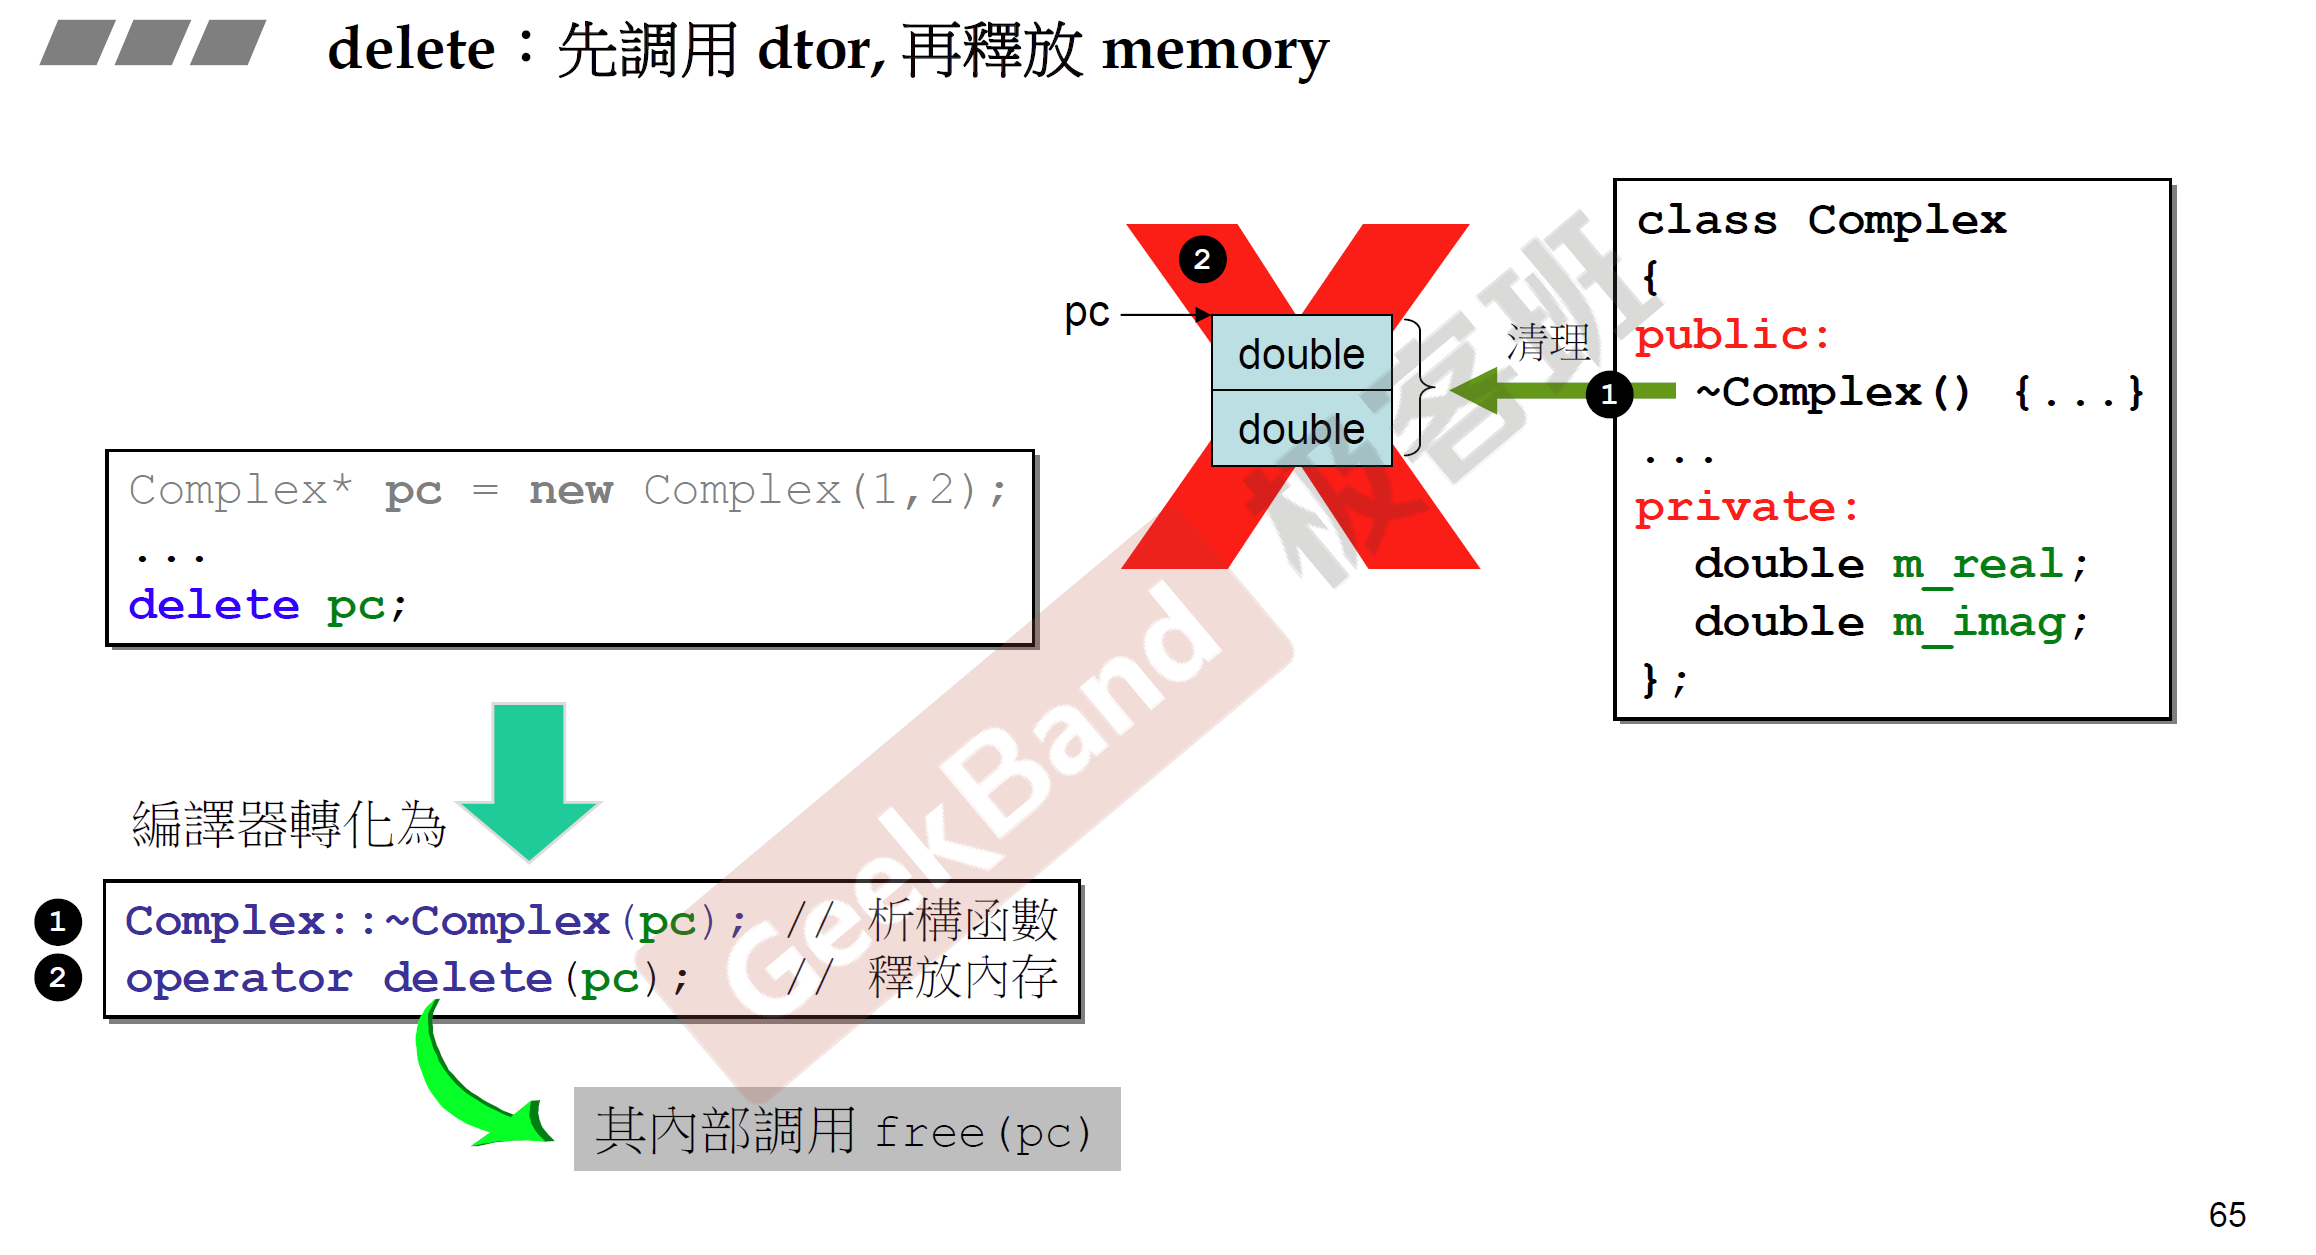 delete：先調用 dtor, 再釋放 memory
Complex* pc = new Complex(1,2);
...
delete pc;
編譯器轉化為
1 Complex::~Complex(pc); // 析構函數
2 operator delete(pc); // 釋放內存
其內部調用 free(pc)
2
pc
double
double
清理
1
class Complex
{
public:
~Complex() {...}
...
private:
double m_real;
double m_imag;
};
GeekBand 极客班
65